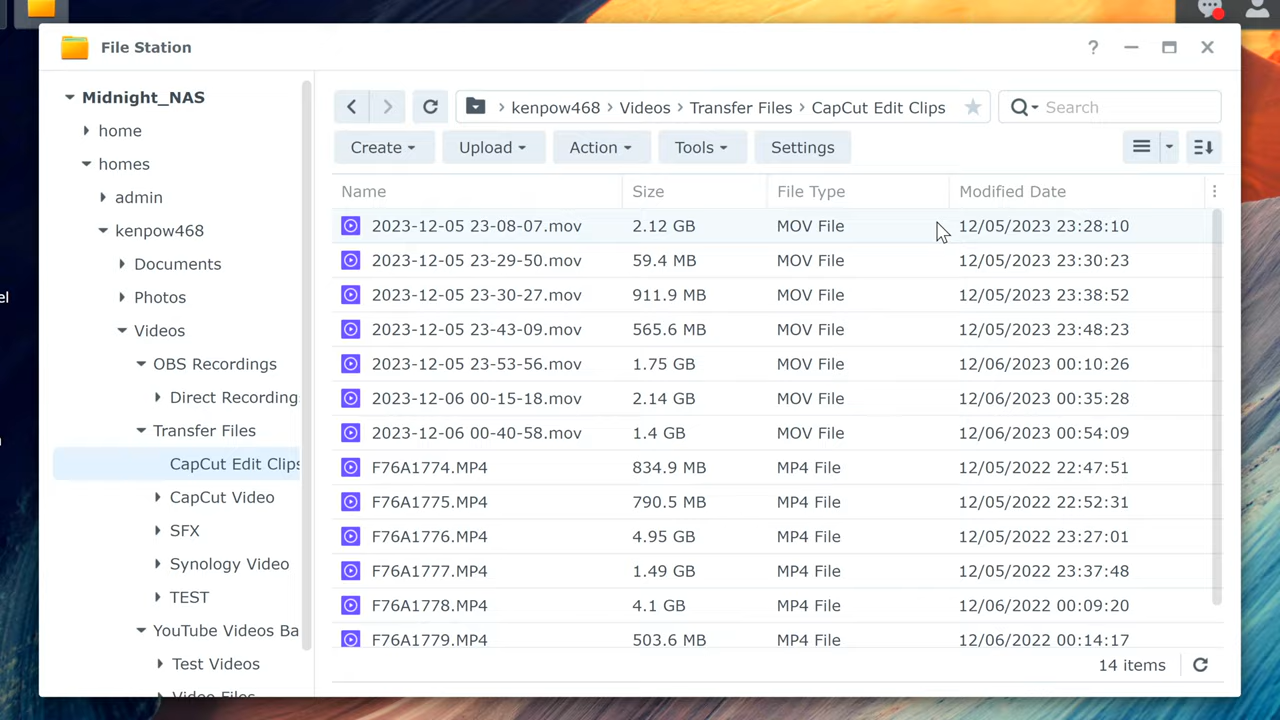 File Station
?
Midnight_NAS
home
homes
admin
kenpow468
Documents
Photos
Videos
OBS Recordings
Direct Recording
Transfer Files
CapCut Edit Clips
CapCut Video
SFX
Synology Video
TEST
YouTube Videos Ba
Test Videos
Video Files
kenpow468 Videos Transfer Files CapCut Edit Clips
Search
Create Upload Action Tools Settings
Name Size File Type Modified Date
2023-12-05 23-08-07.mov 2.12 GB MOV File 12/05/2023 23:28:10
2023-12-05 23-29-50.mov 59.4 MB MOV File 12/05/2023 23:30:23
2023-12-05 23-30-27.mov 911.9 MB MOV File 12/05/2023 23:38:52
2023-12-05 23-43-09.mov 565.6 MB MOV File 12/05/2023 23:48:23
2023-12-05 23-53-56.mov 1.75 GB MOV File 12/06/2023 00:10:26
2023-12-06 00-15-18.mov 2.14 GB MOV File 12/06/2023 00:35:28
2023-12-06 00-40-58.mov 1.4 GB MOV File 12/06/2023 00:54:09
F76A1774.MP4 834.9 MB MP4 File 12/05/2022 22:47:51
F76A1775.MP4 790.5 MB MP4 File 12/05/2022 22:52:31
F76A1776.MP4 4.95 GB MP4 File 12/05/2022 23:27:01
F76A1777.MP4 1.49 GB MP4 File 12/05/2022 23:37:48
F76A1778.MP4 4.1 GB MP4 File 12/06/2022 00:09:20
F76A1779.MP4 503.6 MB MP4 File 12/06/2022 00:14:17
14 items